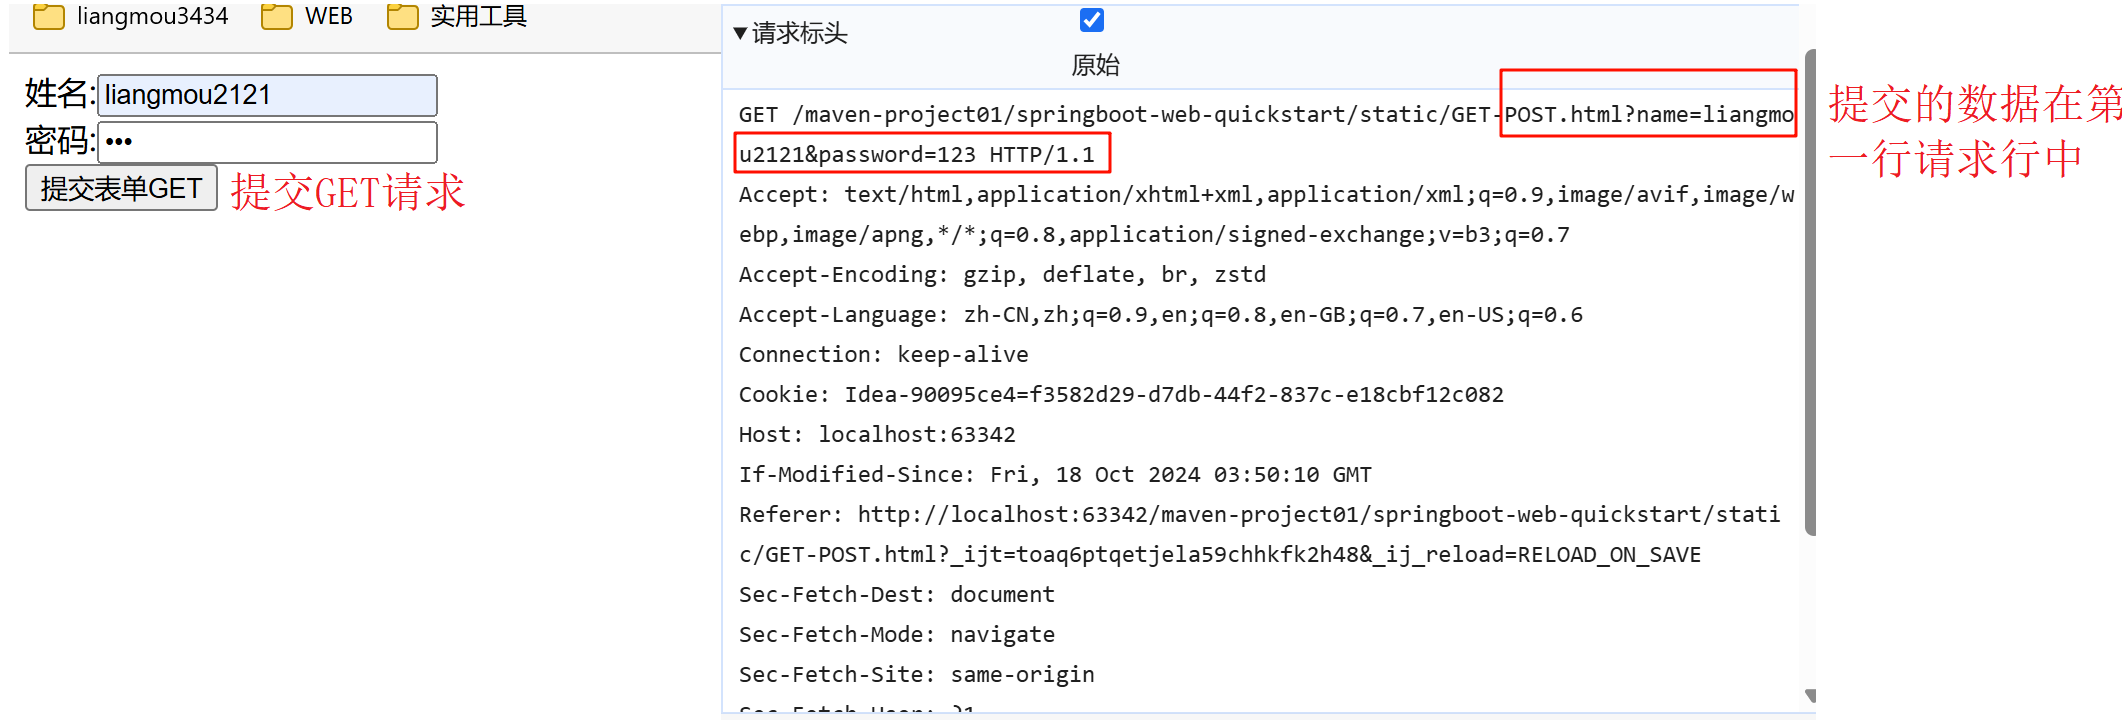 liangmou3434 WEB 实用工具
姓名:liangmou2121
密码:•••
提交表单GET 提交GET请求
▼请求标头
原始
GET /maven-project01/springboot-web-quickstart/static/GET-POST.html?name=liangmo
u2121&password=123 HTTP/1.1
Accept: text/html,application/xhtml+xml,application/xml;q=0.9,image/avif,image/w
ebp,image/apng,*/*;q=0.8,application/signed-exchange;v=b3;q=0.7
Accept-Encoding: gzip, deflate, br, zstd
Accept-Language: zh-CN,zh;q=0.9,en;q=0.8,en-GB;q=0.7,en-US;q=0.6
Connection: keep-alive
Cookie: Idea-90095ce4=f3582d29-d7db-44f2-837c-e18cbf12c082
Host: localhost:63342
If-Modified-Since: Fri, 18 Oct 2024 03:50:10 GMT
Referer: http://localhost:63342/maven-project01/springboot-web-quickstart/stati
c/GET-POST.html?_ijt=toaq6ptqetjela59chhkfk2h48&_ij_reload=RELOAD_ON_SAVE
Sec-Fetch-Dest: document
Sec-Fetch-Mode: navigate
Sec-Fetch-Site: same-origin
Sec-Fetch-User: ?1
提交的数据在第
一行请求行中